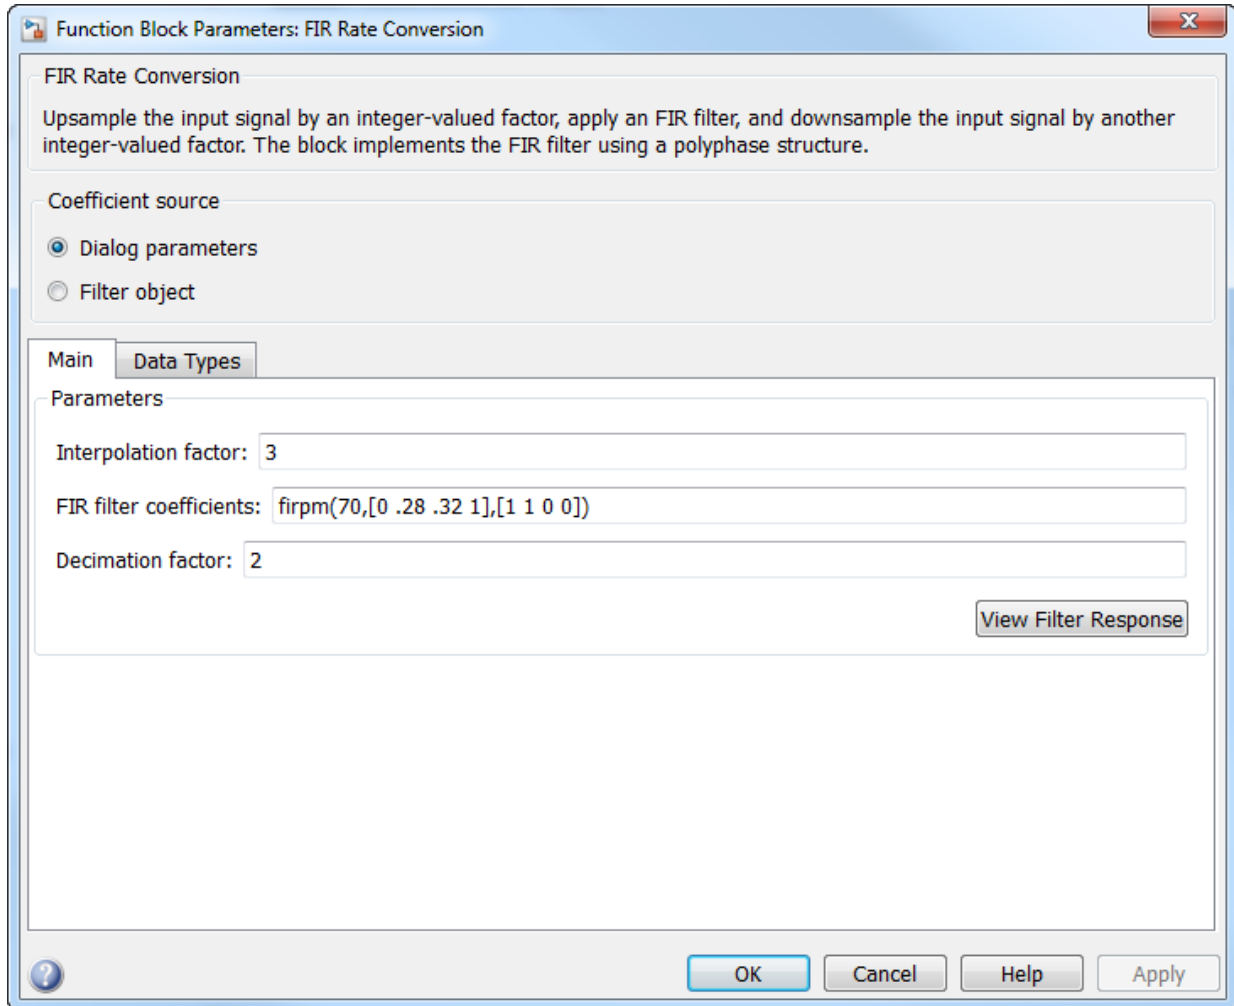 Function Block Parameters: FIR Rate Conversion
X
FIR Rate Conversion
Upsample the input signal by an integer-valued factor, apply an FIR filter, and downsample the input signal by another
integer-valued factor. The block implements the FIR filter using a polyphase structure.
Coefficient source
Dialog parameters
Filter object
Main Data Types
Parameters
Interpolation factor: 3
FIR filter coefficients: firpm(70,[0 .28 .32 1],[1 1 0 0])
Decimation factor: 2
View Filter Response
? OK Cancel Help Apply